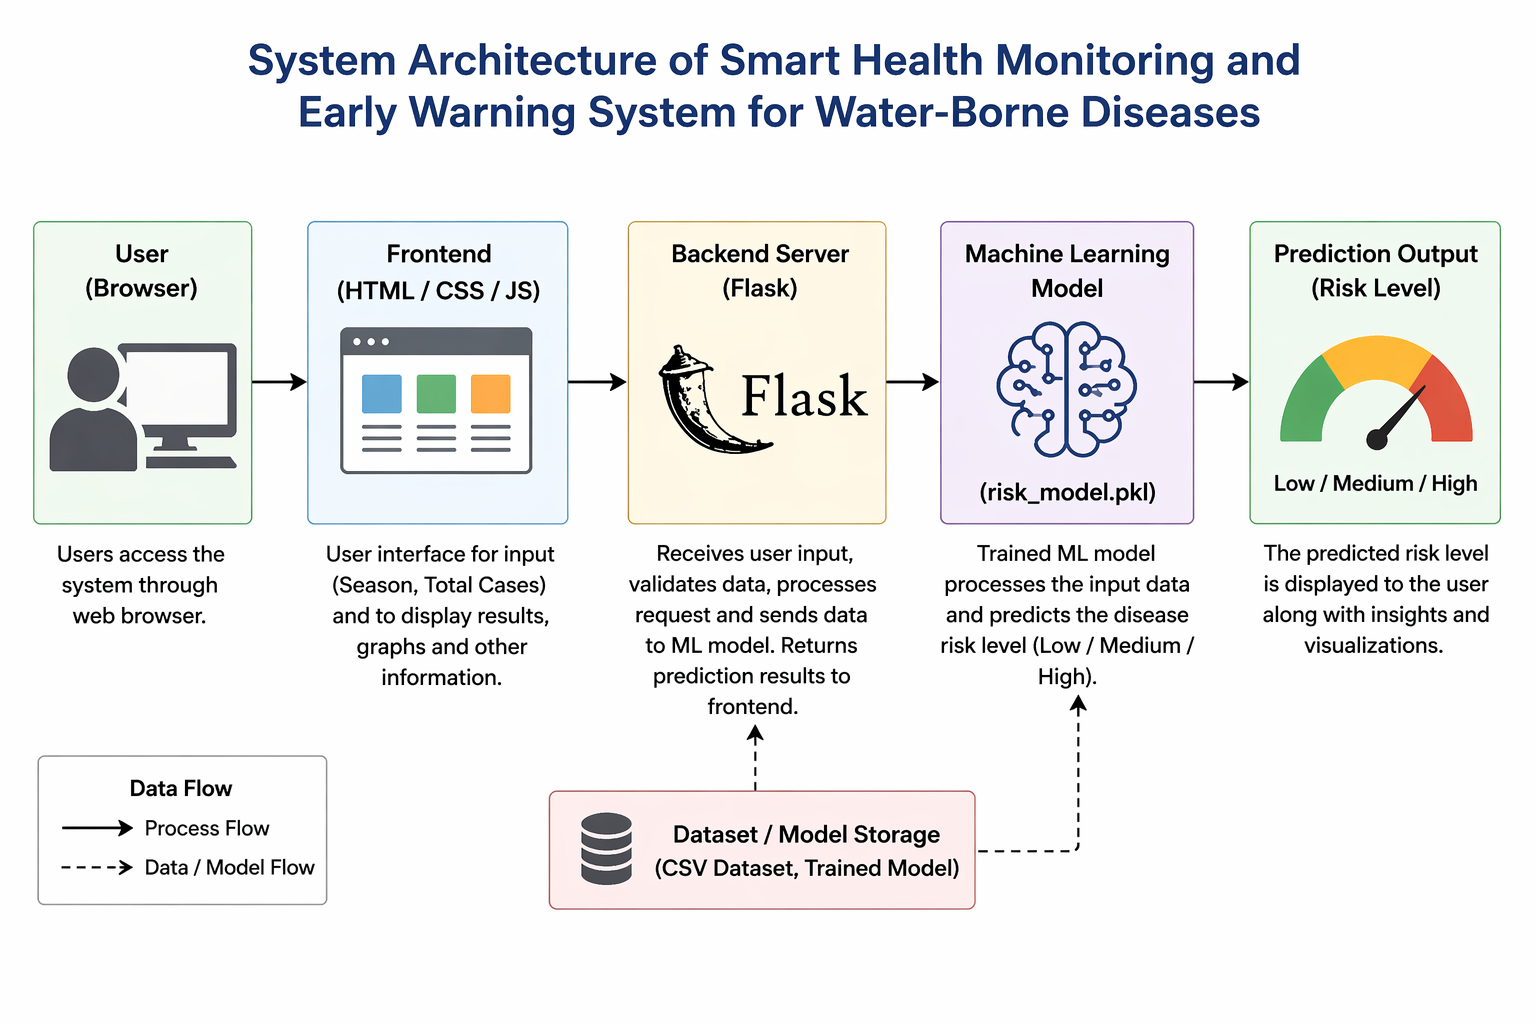 System Architecture of Smart Health Monitoring and
Early Warning System for Water-Borne Diseases
User
(Browser)
Users access the
system through
web browser.
Frontend
(HTML / CSS / JS)
User interface for input
(Season, Total Cases)
and to display results,
graphs and other
information.
Backend Server
(Flask)
Flask
Receives user input,
validates data, processes
request and sends data
to ML model. Returns
prediction results to
frontend.
Machine Learning
Model
(risk_model.pkl)
Trained ML model
processes the input data
and predicts the disease
risk level (Low / Medium /
High).
Prediction Output
(Risk Level)
Low / Medium / High
The predicted risk level
is displayed to the user
along with insights and
visualizations.
Data Flow
Process Flow
Data / Model Flow
Dataset / Model Storage
(CSV Dataset, Trained Model)